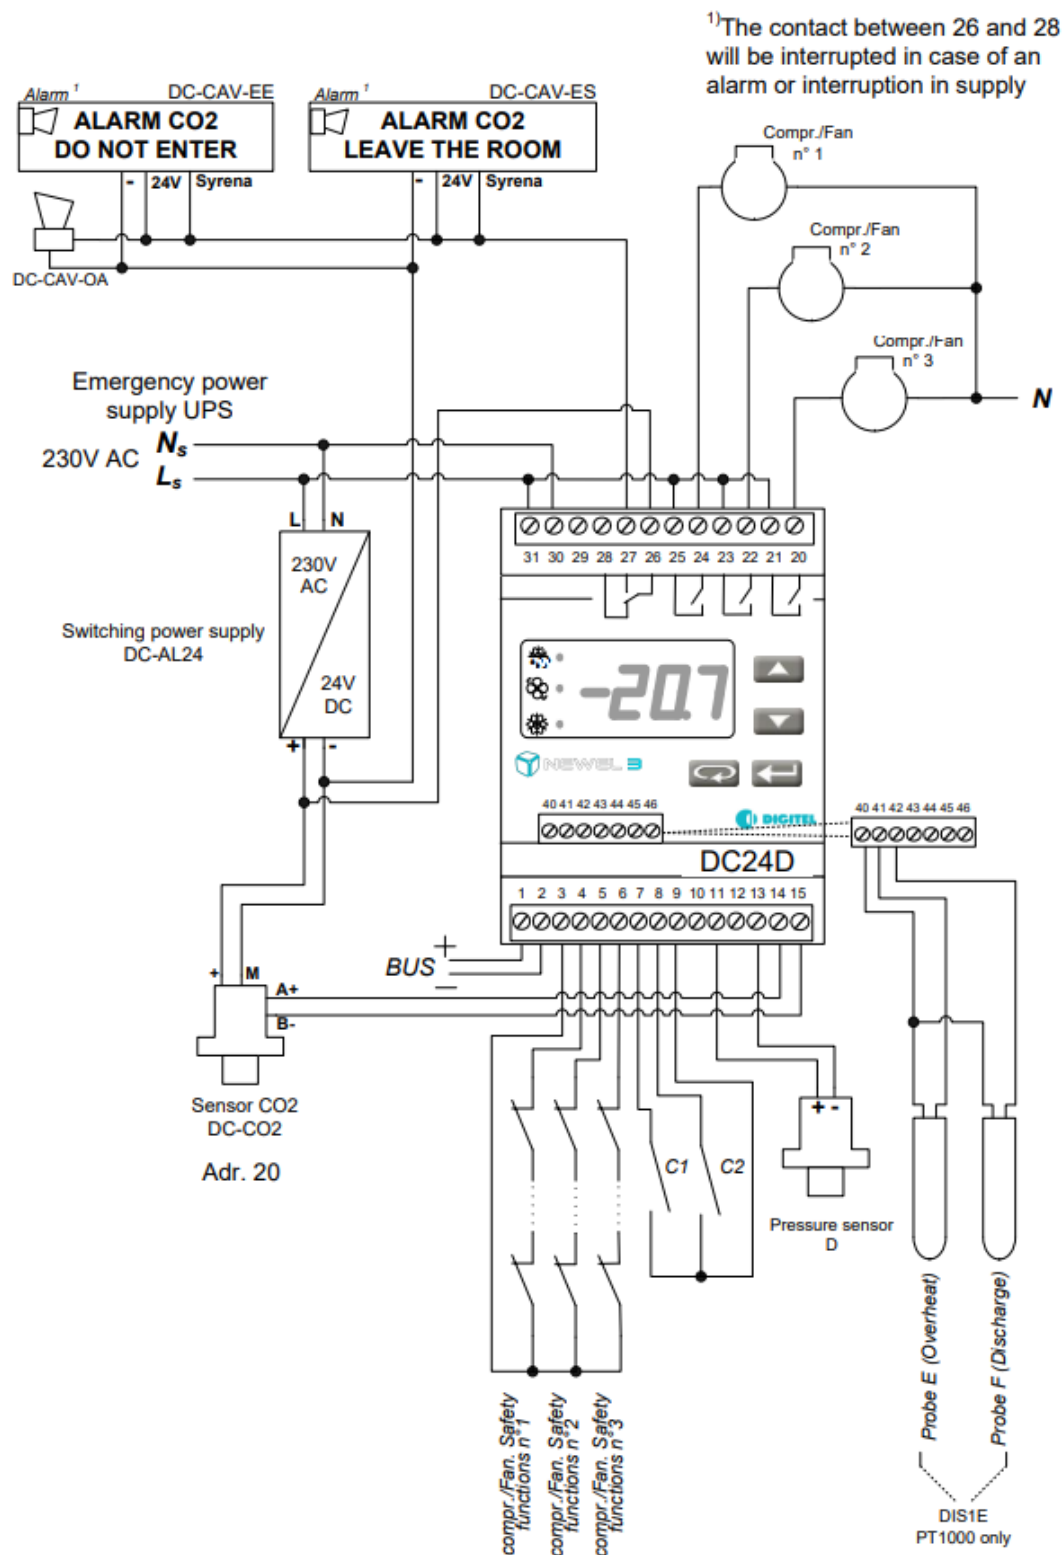 1)The contact between 26 and 28
will be interrupted in case of an
alarm or interruption in supply
Alarm 1 DC-CAV-EE
ALARM CO2
DO NOT ENTER
- 24V Syrena
Alarm 1 DC-CAV-ES
ALARM CO2
LEAVE THE ROOM
- 24V Syrena
DC-CAV-OA
Compr./Fan
n° 1
Compr./Fan
n° 2
Compr./Fan
n° 3
N
Emergency power
supply UPS
230V AC
Ns
Ls
L N
230V
AC
24V
DC
+ -
Switching power supply
DC-AL24
31 30 29 28 27 26 25 24 23 22 21 20
-20.7
NEWEL 3
40 41 42 43 44 45 46
DIGITEL
DC24D
40 41 42 43 44 45 46
1 2 3 4 5 6 7 8 9 10 11 12 13 14 15
BUS + −
+ M
A+
B-
Sensor CO2
DC-CO2
Adr. 20
C1 C2
+ -
Pressure sensor
D
compr./Fan. Safety
functions n°1
compr./Fan. Safety
functions n°2
compr./Fan. Safety
functions n°3
Probe E (Overheat)
Probe F (Discharge)
DIS1E
PT1000 only